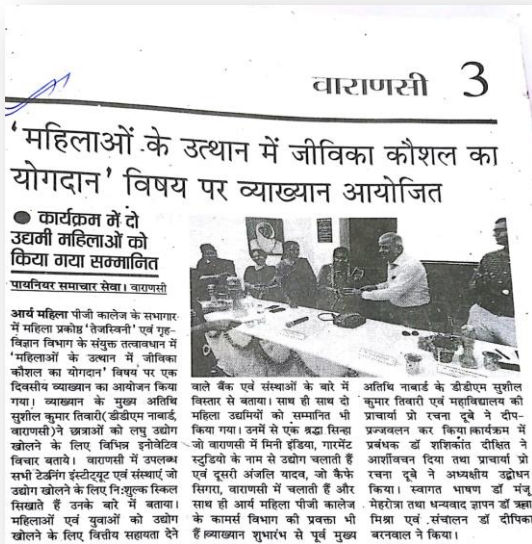 वाराणसी 3
'महिलाओं के उत्थान में जीविका कौशल का
योगदान' विषय पर व्याख्यान आयोजित
● कार्यक्रम में दो
उद्यमी महिलाओं को
किया गया सम्मानित
पायनियर समाचार सेवा। वाराणसी
आर्य महिला पीजी कालेज के सभागार
में महिला प्रकोष्ठ 'तेजस्विनी' एवं गृह-
विज्ञान विभाग के संयुक्त तत्वावधान में
'महिलाओं के उत्थान में जीविका
कौशल का योगदान' विषय पर एक
दिवसीय व्याख्यान का आयोजन किया
गया। व्याख्यान के मुख्य अतिथि
सुशील कुमार तिवारी(डीडीएम नाबार्ड,
वाराणसी)ने छात्राओं को लघु उद्योग
खोलने के लिए विभिन्न इनोवेटिव
विचार बताये। वाराणसी में उपलब्ध
सभी टेर्जनिंग इंस्टीट्यूट एवं संस्थाएं जो
उद्योग खोलने के लिए नि:शुल्क स्किल
सिखाते हैं उनके बारे में बताया।
महिलाओं एवं युवाओं को उद्योग
खोलने के लिए वित्तीय सहायता देने
वाले बैंक एवं संस्थाओं के बारे में
विस्तार से बताया। साथ ही साथ दो
महिला उद्यमियों को सम्मानित भी
किया गया। उनमें से एक श्रद्धा सिन्हा
जो वाराणसी में मिनी इंडिया, गारमेंट
स्टुडियो के नाम से उद्योग चलाती हैं
एवं दूसरी अंजलि यादव, जो कैफे
सिगरा, वाराणसी में चलाती हैं और
साथ ही आर्य महिला पीजी कालेज
के कामर्स विभाग की प्रवक्ता भी
हैं।व्याख्यान शुभारंभ से पूर्व मुख्य
अतिथि नाबार्ड के डीडीएम सुशील
कुमार तिवारी एवं महाविद्यालय की
प्राचार्या प्रो रचना दूबे ने दीप-
प्रज्जवलन कर किया।कार्यक्रम में
प्रबंधक डॉ शशिकांत दीक्षित ने
आर्शीवचन दिया तथा प्राचार्या प्रो
रचना दूबे ने अध्यक्षीय उद्बोधन
किया। स्वागत भाषण डॉ मंजू
मेहरोत्रा तथा धन्यवाद ज्ञापन डॉ ऋचा
मिश्रा एवं संचालन डॉ दीपिका
बरनवाल ने किया।